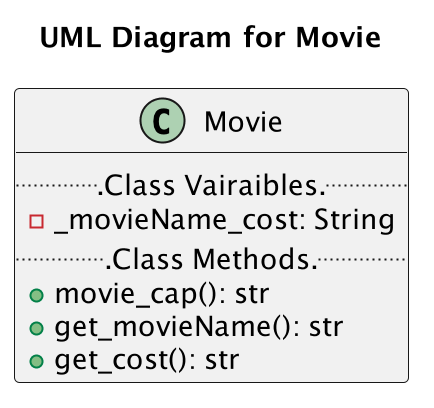 UML Diagram for Movie
C Movie
.Class Vairaibles.
_movieName_cost: String
.Class Methods.
movie_cap(): str
get_movieName(): str
get_cost(): str